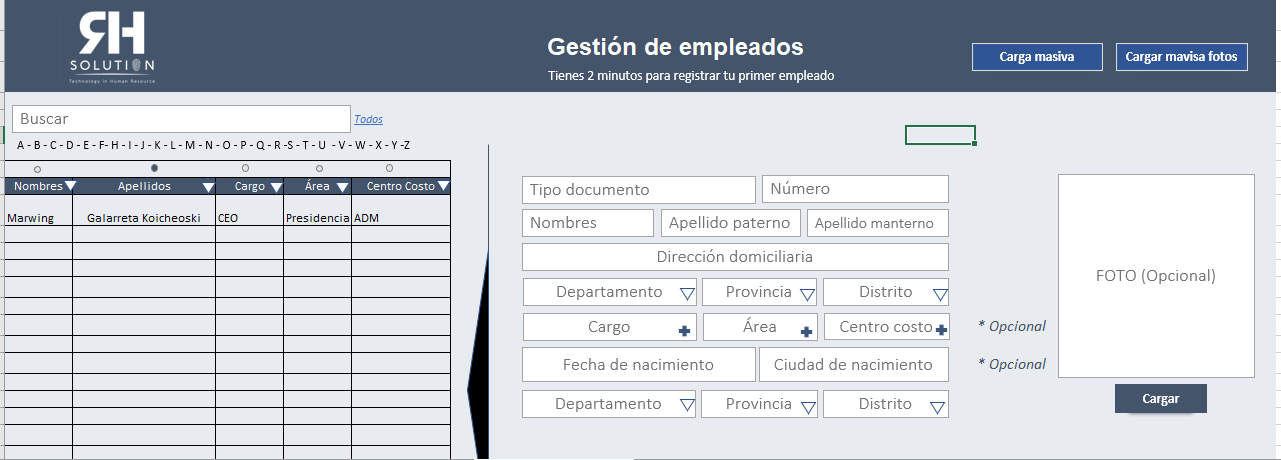 RH
SOLUTION
Technology in Human Resource
Gestión de empleados
Tienes 2 minutos para registrar tu primer empleado
Carga masiva
Cargar mavisa fotos
Buscar
Todos
A - B - C - D - E - F- H - I - J - K - L - M - N - O - P - Q - R -S - T - U - V - W - X - Y -Z
Nombres Apellidos Cargo Área Centro Costo
Marwing Galarreta Koicheoski CEO Presidencia ADM
Tipo documento Número
Nombres Apellido paterno Apellido manterno
Dirección domiciliaria
Departamento Provincia Distrito
Cargo Área Centro costo * Opcional
Fecha de nacimiento Ciudad de nacimiento * Opcional
Departamento Provincia Distrito
FOTO (Opcional)
Cargar